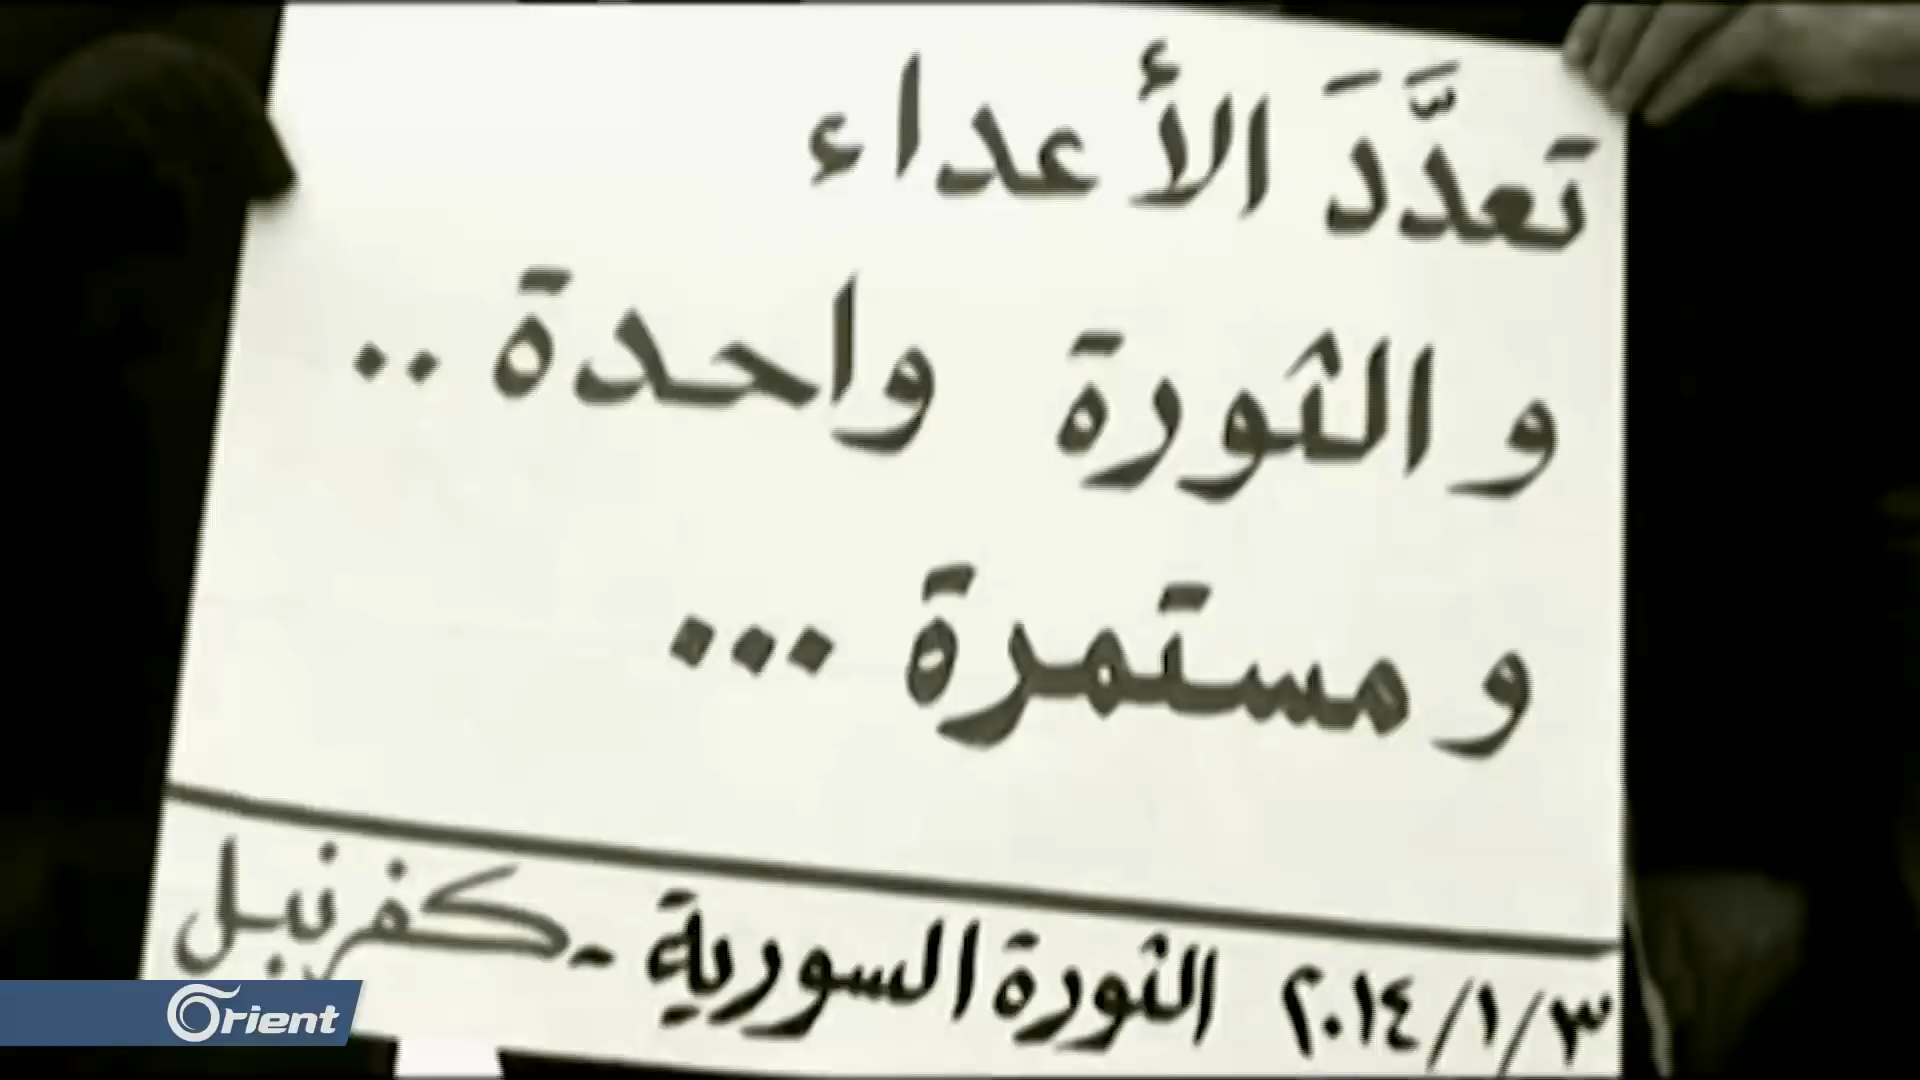 تعدَّدَ الأعداء
والثورة واحدة ..
ومستمرة ...
٢٠١٤/١/٣ الثورة السورية - كفرنبل
Orient